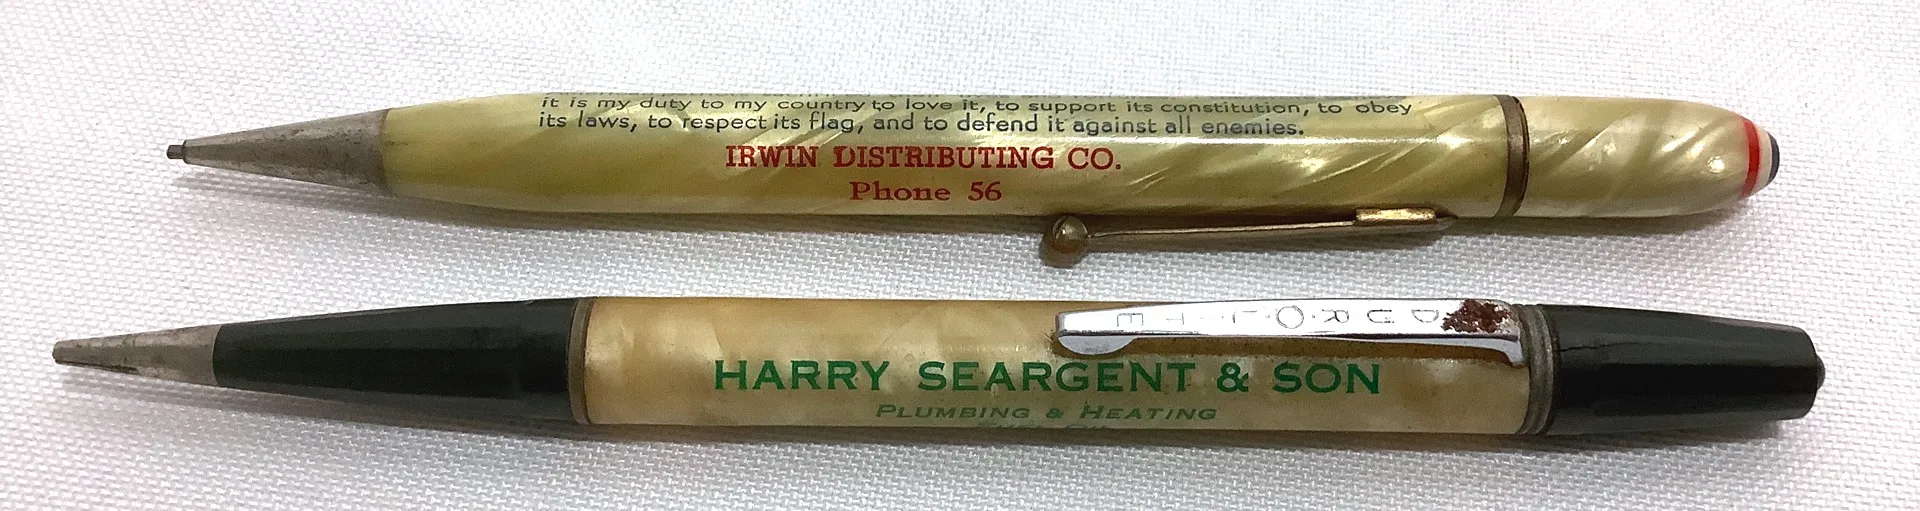 it is my duty to my country to love it, to support its constitution, to obey
its laws, to respect its flag, and to defend it against all enemies.
IRWIN DISTRIBUTING CO.
Phone 56
DUROLITE
HARRY SEARGENT & SON
PLUMBING & HEATING